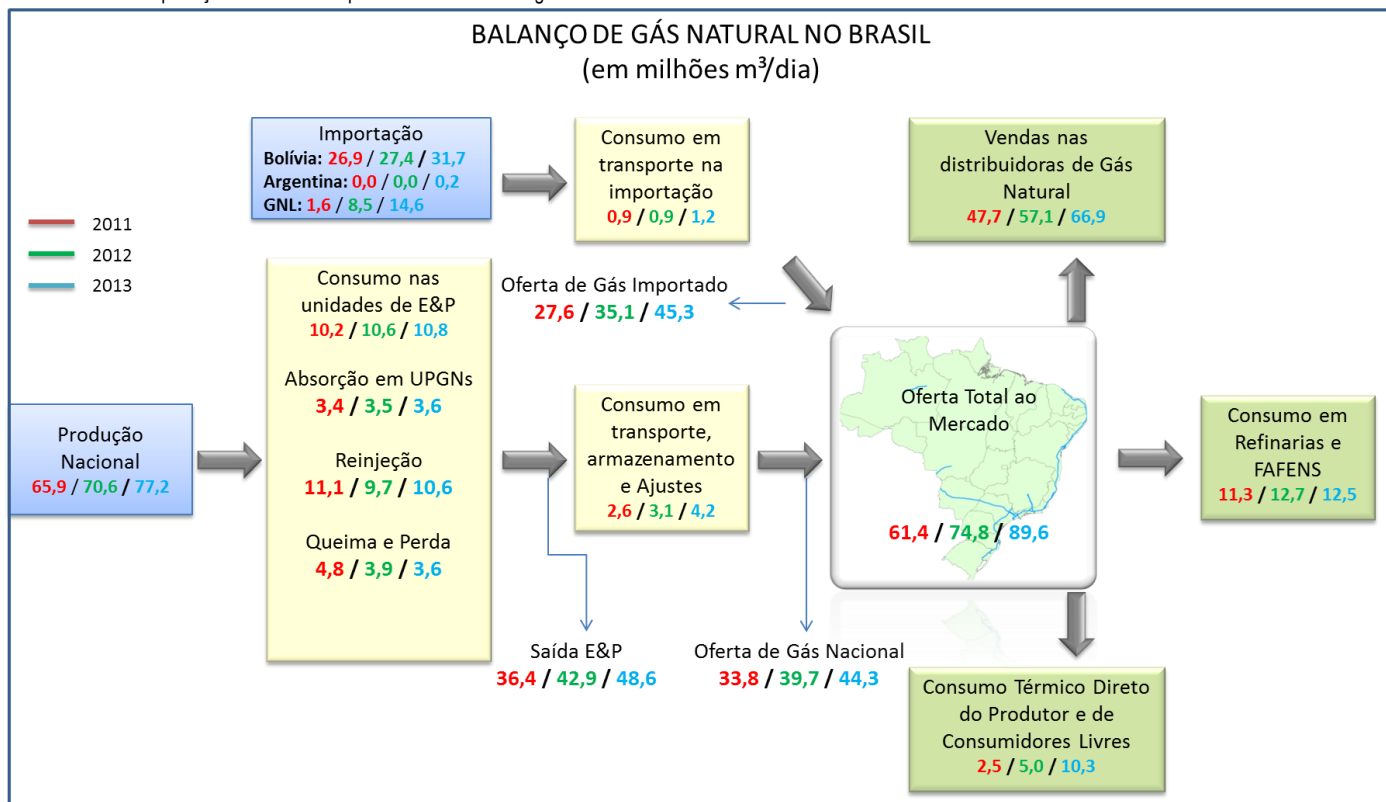 BALANÇO DE GÁS NATURAL NO BRASIL
(em milhões m³/dia)
Importação
Bolívia: 26,9 / 27,4 / 31,7
Argentina: 0,0 / 0,0 / 0,2
GNL: 1,6 / 8,5 / 14,6
Consumo em
transporte na
importação
0,9 / 0,9 / 1,2
Vendas nas
distribuidoras de Gás
Natural
47,7 / 57,1 / 66,9
2011
2012
2013
Consumo nas
unidades de E&P
10,2 / 10,6 / 10,8
Absorção em UPGNs
3,4 / 3,5 / 3,6
Reinjeção
11,1 / 9,7 / 10,6
Queima e Perda
4,8 / 3,9 / 3,6
Oferta de Gás Importado
27,6 / 35,1 / 45,3
Produção
Nacional
65,9 / 70,6 / 77,2
Consumo em
transporte,
armazenamento
e Ajustes
2,6 / 3,1 / 4,2
Oferta Total ao
Mercado
61,4 / 74,8 / 89,6
Consumo em
Refinarias e
FAFENS
11,3 / 12,7 / 12,5
Saída E&P
36,4 / 42,9 / 48,6
Oferta de Gás Nacional
33,8 / 39,7 / 44,3
Consumo Térmico Direto
do Produtor e de
Consumidores Livres
2,5 / 5,0 / 10,3